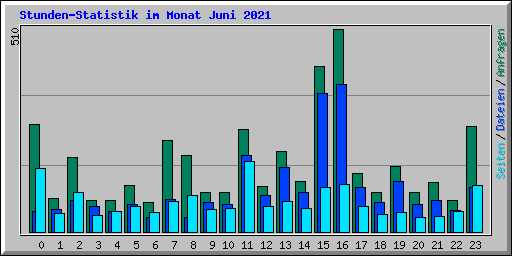 Stunden-Statistik im Monat Juni 2021
510
Seiten / Dateien / Anfragen
0 1 2 3 4 5 6 7 8 9 10 11 12 13 14 15 16 17 18 19 20 21 22 23